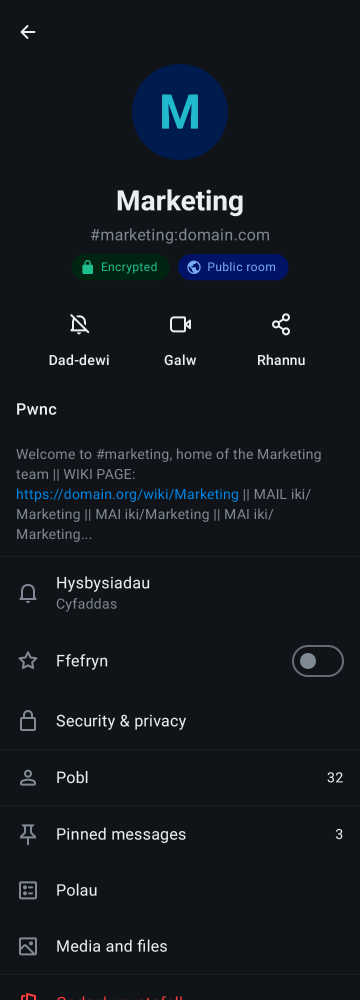 M
Marketing
#marketing:domain.com
Encrypted
Public room
Dad-dewi
Galw
Rhannu
Pwnc
Welcome to #marketing, home of the Marketing
team || WIKI PAGE:
https://domain.org/wiki/Marketing || MAIL iki/
Marketing || MAI iki/Marketing || MAI iki/
Marketing...
Hysbysiadau
Cyfaddas
Ffefryn
Security & privacy
Pobl 32
Pinned messages 3
Polau
Media and files